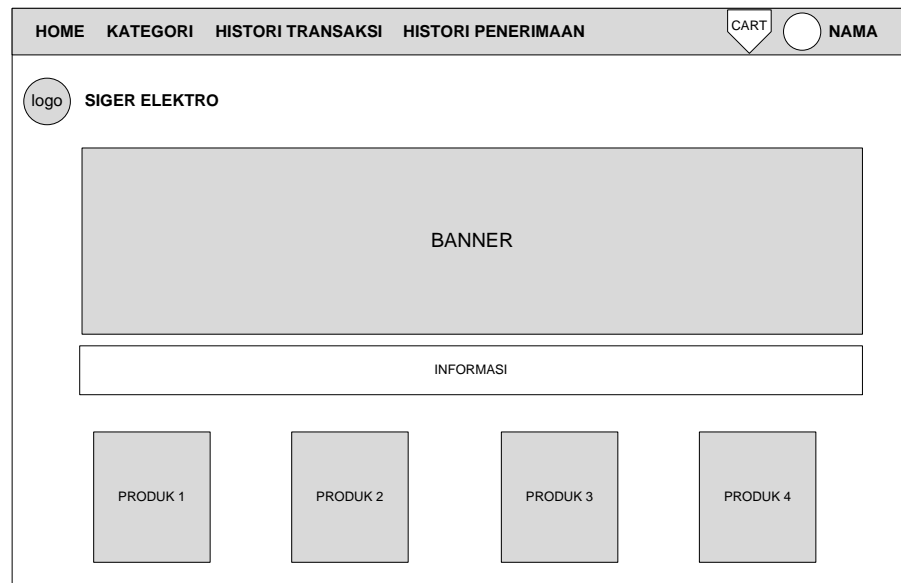 HOME KATEGORI HISTORI TRANSAKSI HISTORI PENERIMAAN CART NAMA
logo SIGER ELEKTRO
BANNER
INFORMASI
PRODUK 1 PRODUK 2 PRODUK 3 PRODUK 4